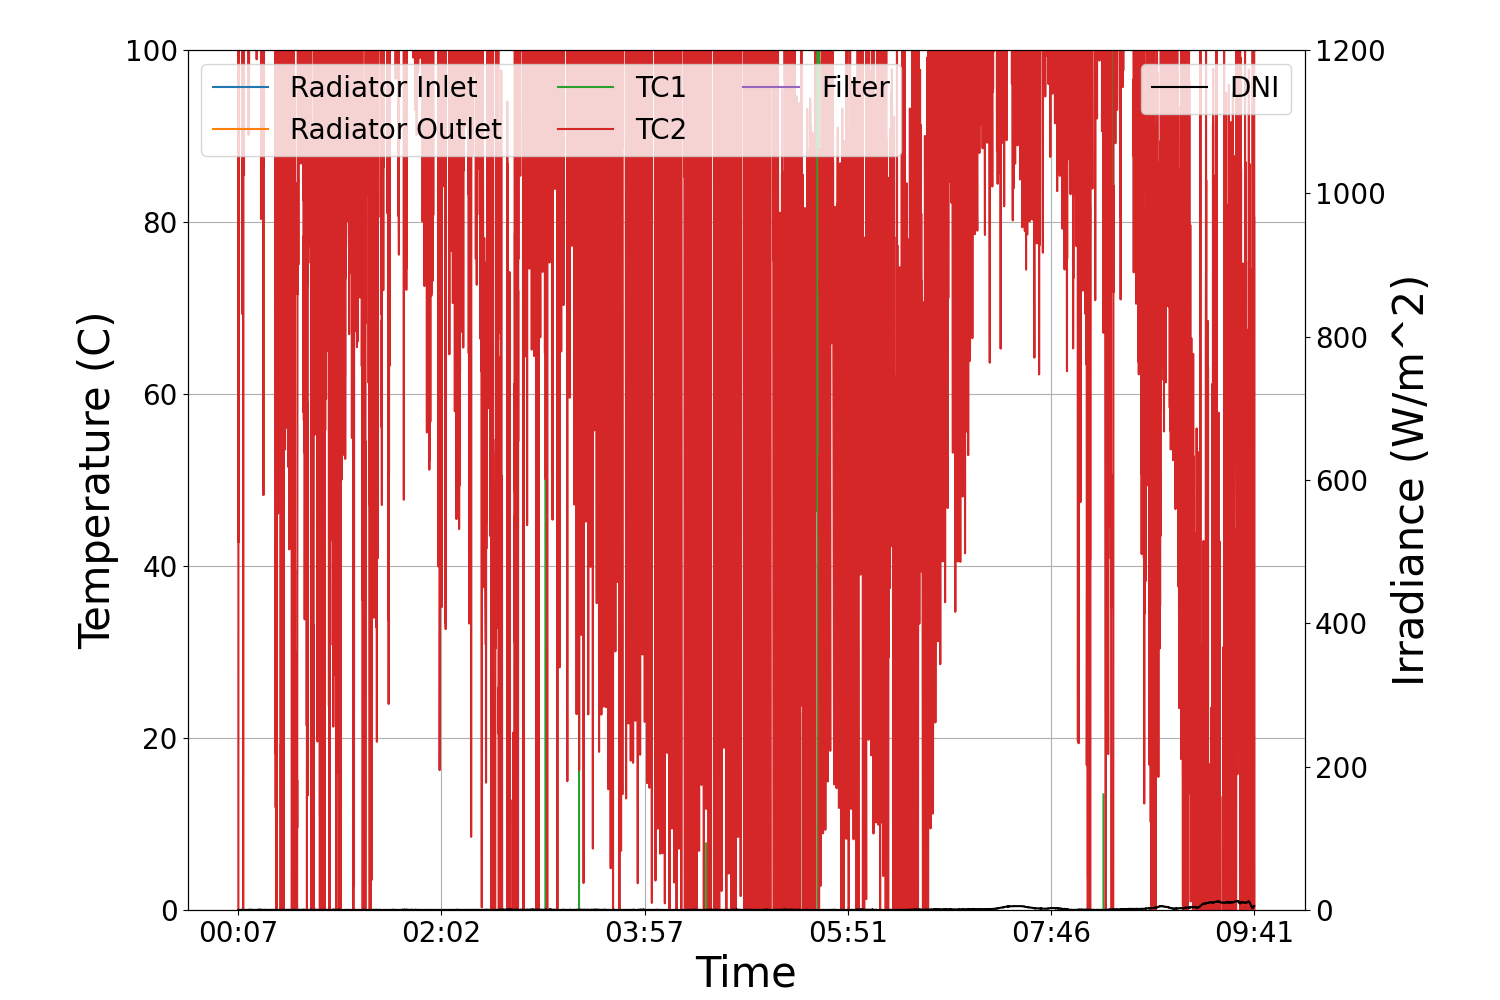 100
80
60
40
20
0
Temperature (C)
Radiator Inlet
Radiator Outlet
TC1
TC2
Filter
DNI
1200
1000
800
600
400
200
0
Irradiance (W/m^2)
00:07
02:02
03:57
05:51
07:46
09:41
Time